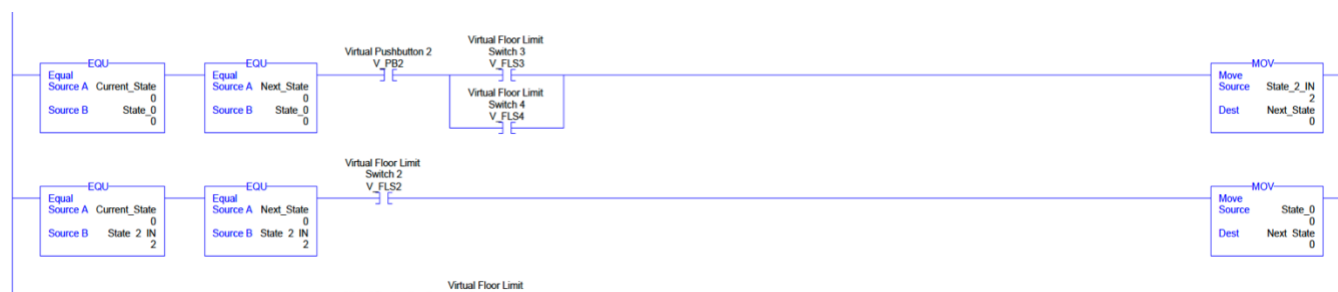 Virtual Pushbutton 2
V_PB2
Virtual Floor Limit
Switch 3
V_FLS3
EQU
Equal
Source A Current_State
0
Source B State_0
0
EQU
Equal
Source A Next_State
0
Source B State_0
0
Virtual Floor Limit
Switch 4
V_FLS4
MOV
Move
Source State_2_IN
2
Dest Next_State
0
Virtual Floor Limit
Switch 2
V_FLS2
EQU
Equal
Source A Current_State
0
Source B State_2_IN
2
EQU
Equal
Source A Next_State
0
Source B State_2_IN
2
MOV
Move
Source State_0
0
Dest Next_State
0
Virtual Floor Limit